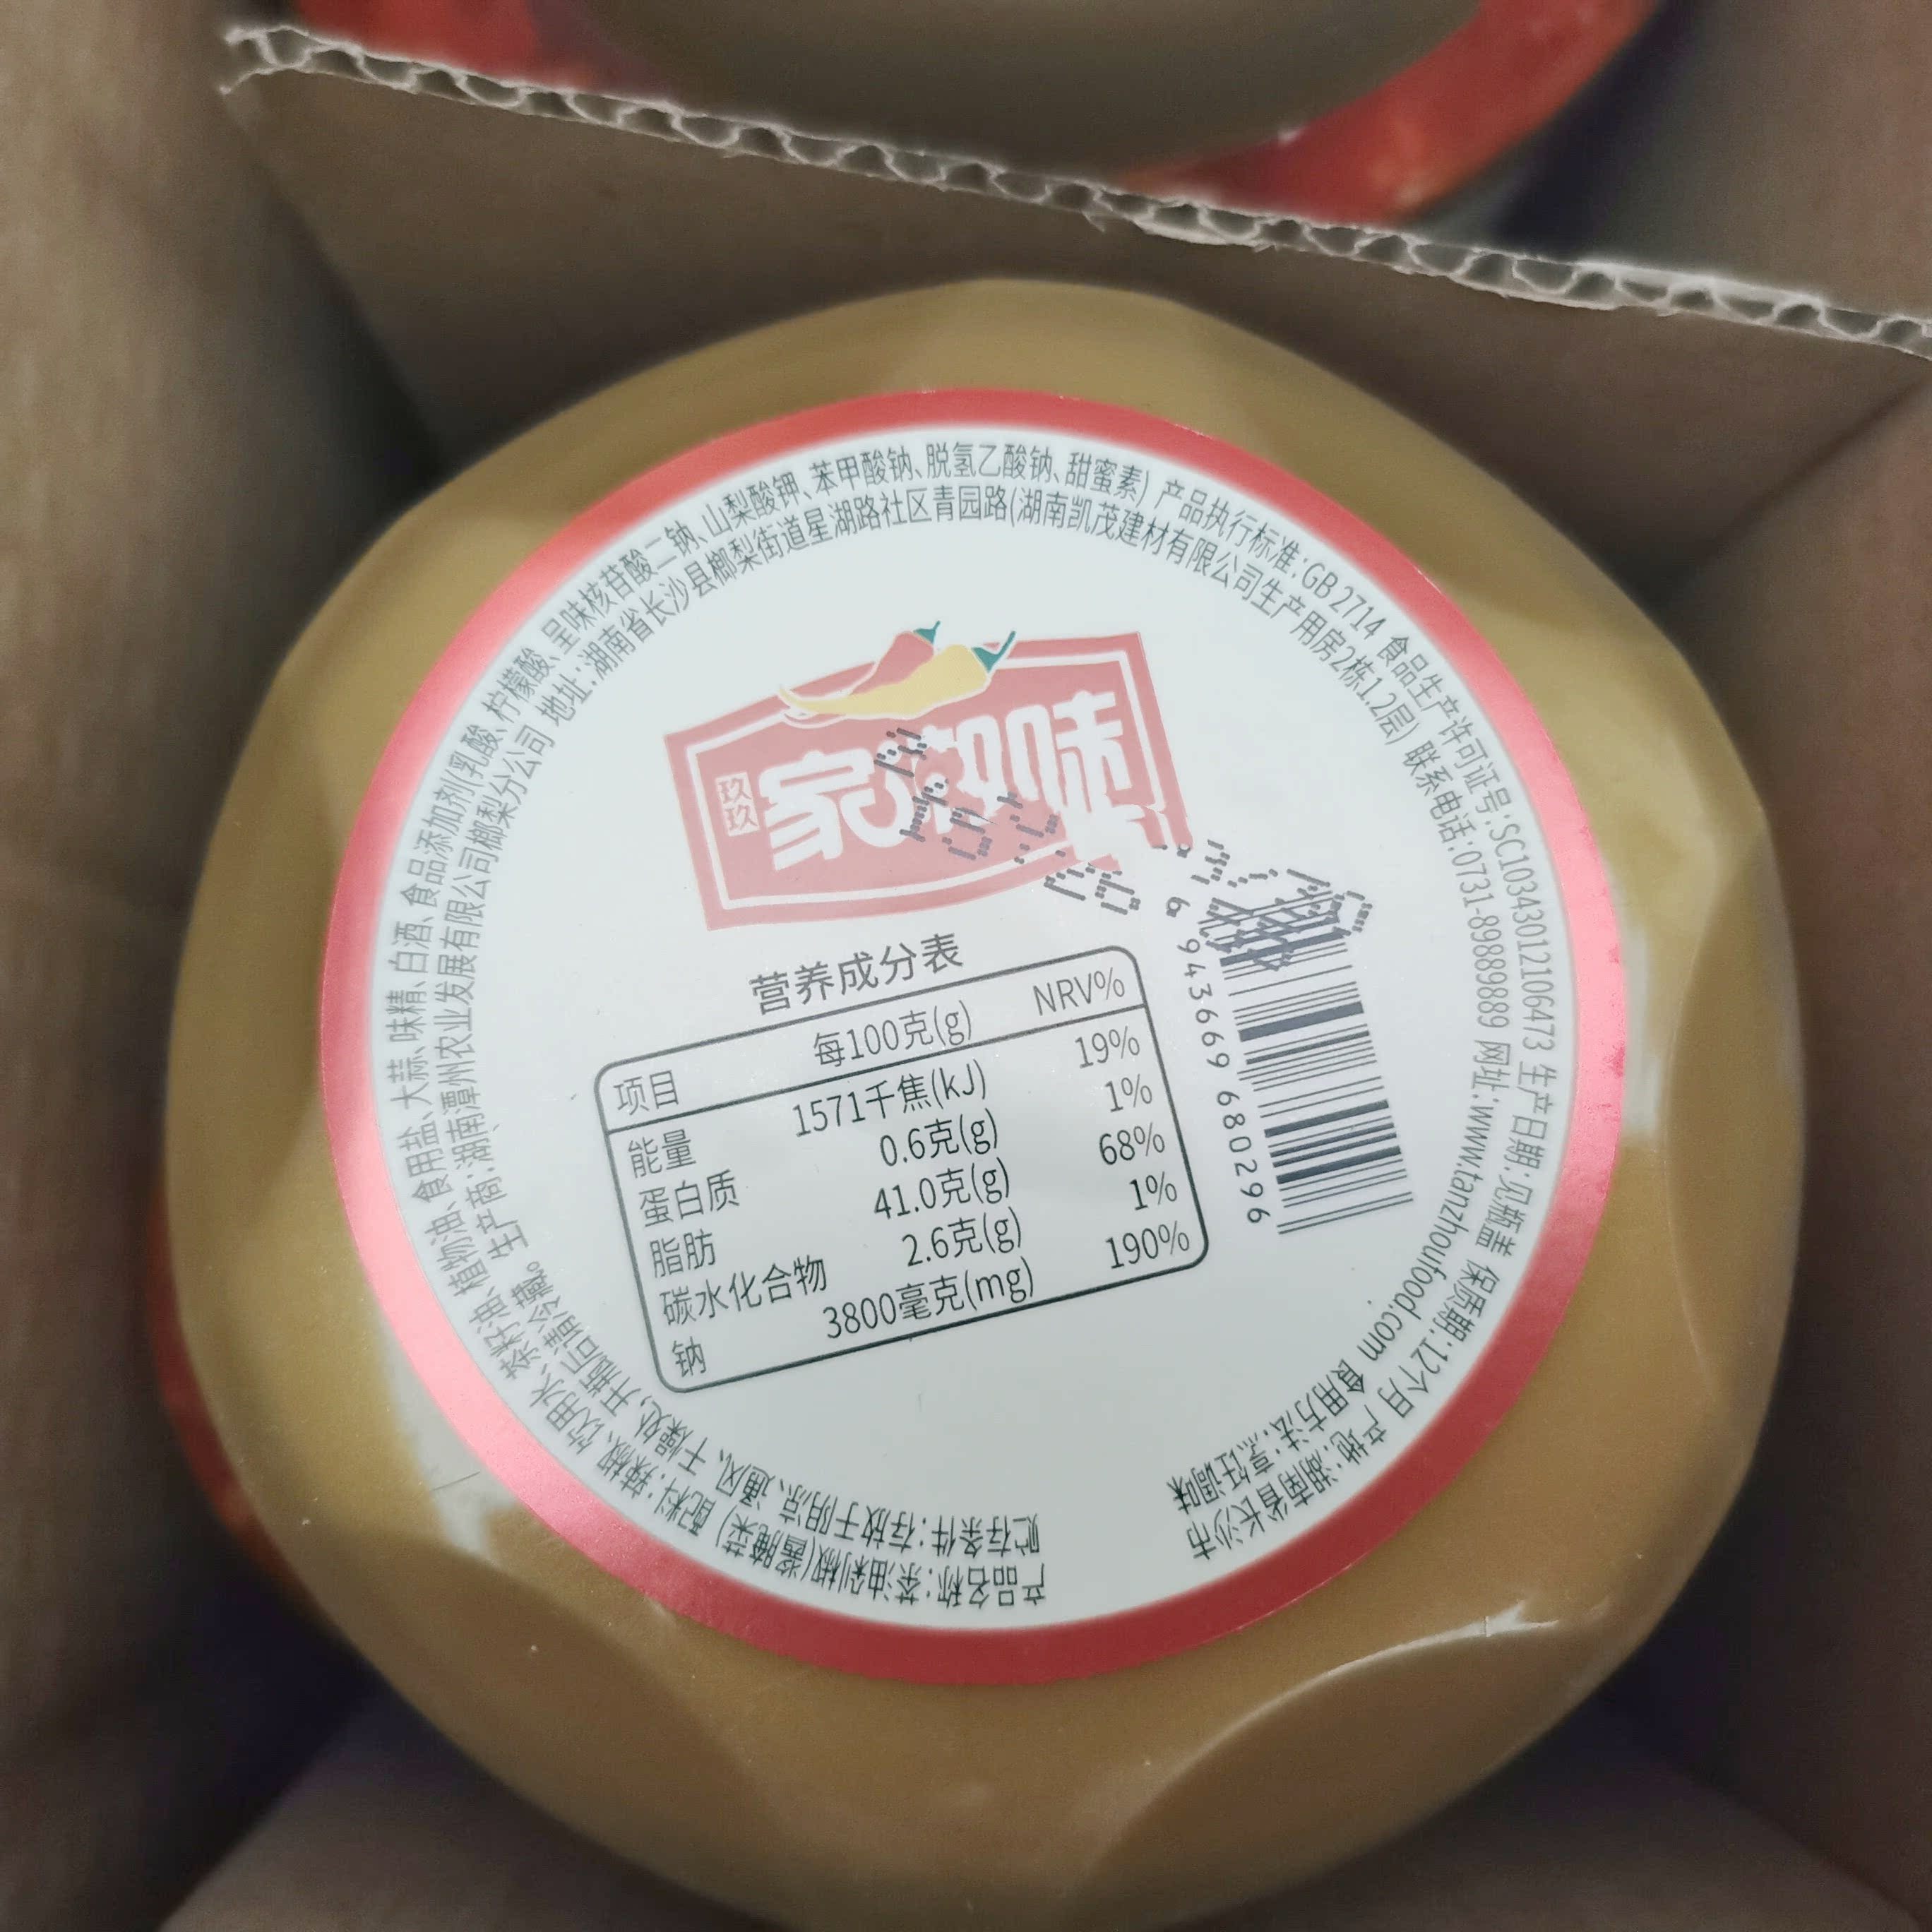 产品名称:茶油剁椒(酱腌菜) 配料:辣椒、饮用水、茶籽油、植物油、食用盐、大蒜、味精、白酒、食品添加剂(乳酸、柠檬酸、呈味核苷酸二钠、山梨酸钾、苯甲酸钠、脱氢乙酸钠、甜蜜素) 产品执行标准:GB 2714 食品生产许可证号:SC10343012106473 生产日期:见瓶盖 保质期:12个月 产地:湖南省长沙市
贮存条件:存放于阴凉、通风、干燥处,开瓶后请冷藏。 生产商:湖南潭州农业发展有限公司榔梨分公司 地址:湖南省长沙县榔梨街道星湖路社区青园路(湖南凯茂建材有限公司生产用房2栋1.2层) 联系电话:0731-89889889 网址:www.tanzhoufood.com 食用方法:烹饪调味
玖玖
家湘味
营养成分表
项目 每100克(g) NRV%
能量 1571千焦(kJ) 19%
蛋白质 0.6克(g) 1%
脂肪 41.0克(g) 68%
碳水化合物 2.6克(g) 1%
钠 3800毫克(mg) 190%
6 943669 680296